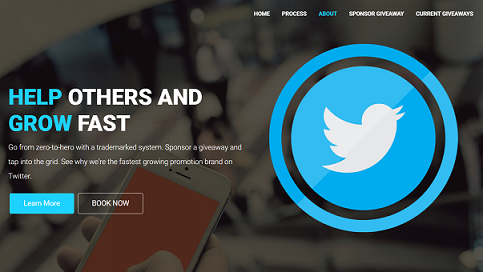 HOME PROCESS ABOUT SPONSOR GIVEAWAY CURRENT GIVEAWAYS
HELP OTHERS AND
GROW FAST
Go from zero-to-hero with a trademarked system. Sponsor a giveaway and
tap into the grid. See why we're the fastest growing promotion brand on
Twitter.
Learn More BOOK NOW